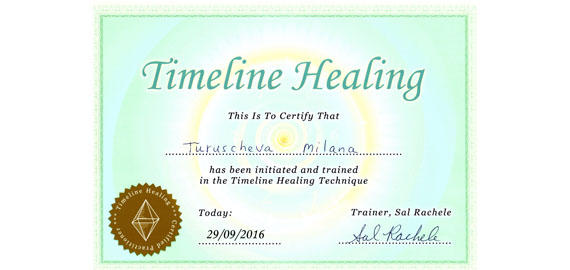 Timeline Healing
This Is To Certify That
Turuscheva Milana
has been initiated and trained
in the Timeline Healing Technique
Today:
29/09/2016
Trainer, Sal Rachele
Sal Rachele
Timeline Healing
Certified Practitioner